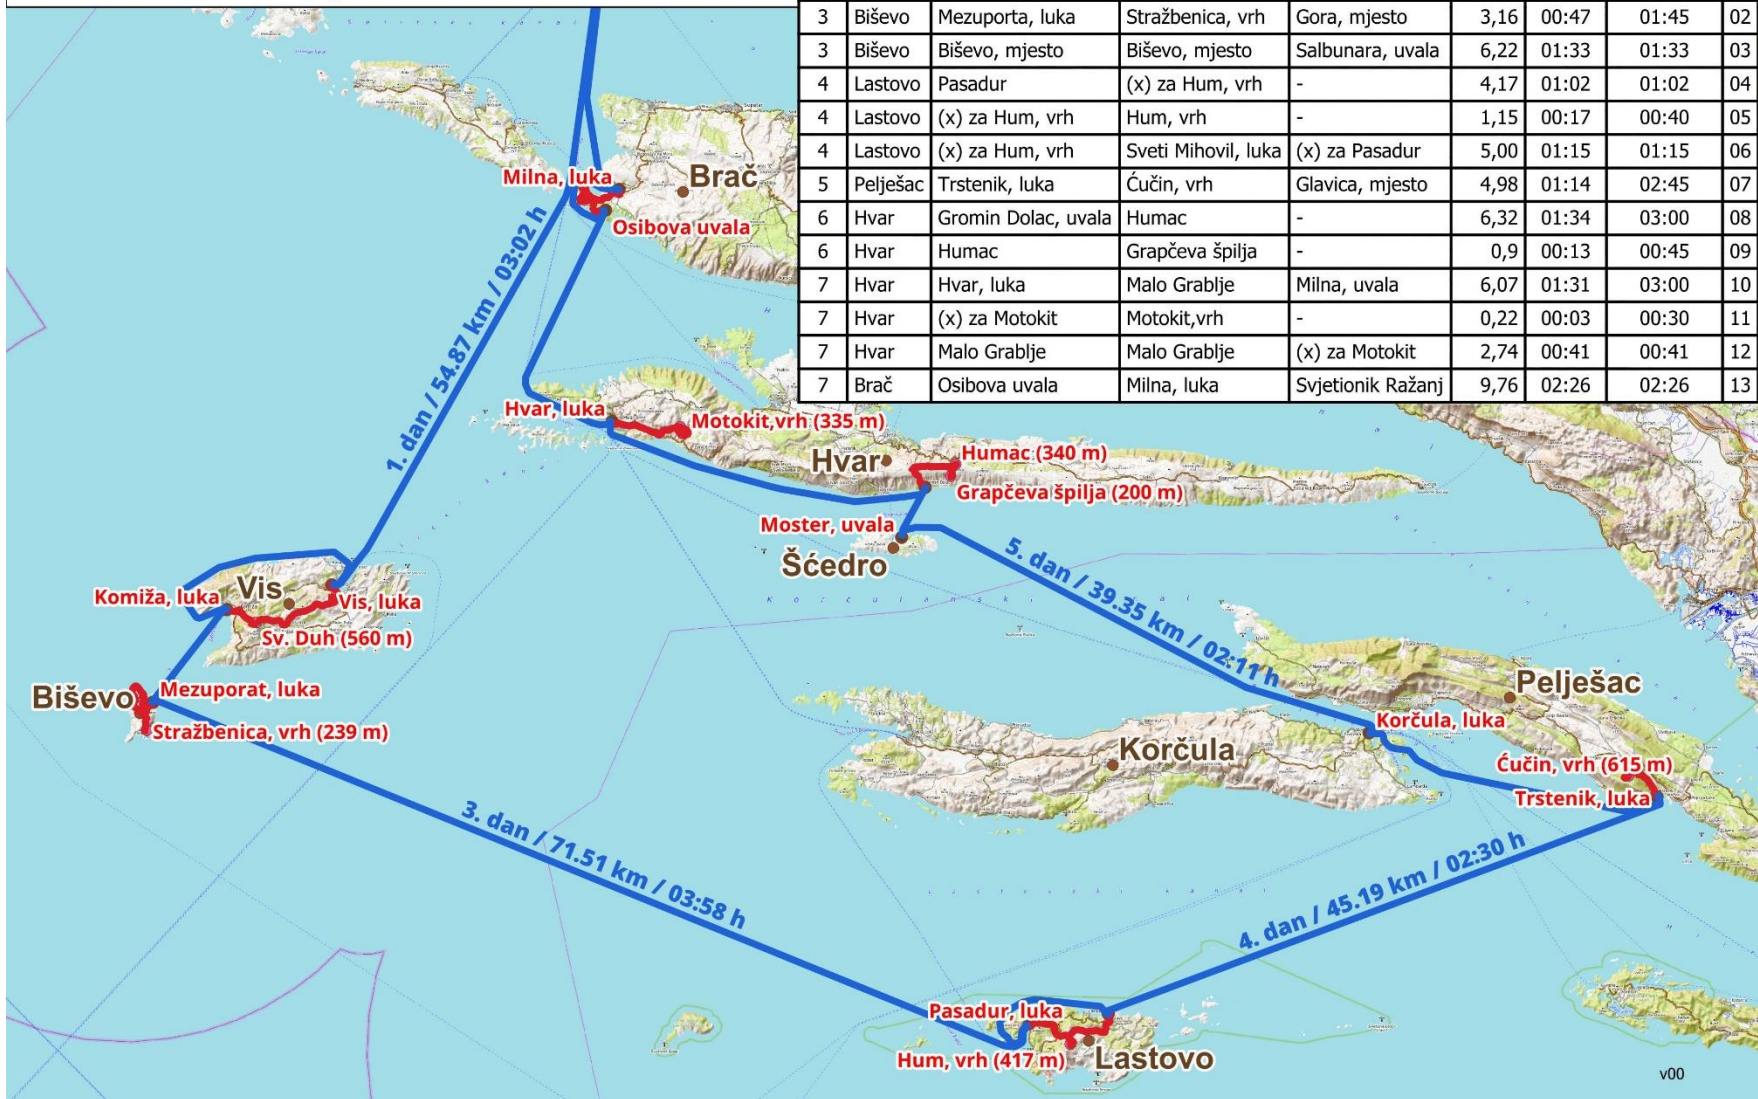 3 Biševo Mezuporta, luka Stražbenica, vrh Gora, mjesto 3,16 00:47 01:45 02
3 Biševo Biševo, mjesto Biševo, mjesto Salbunara, uvala 6,22 01:33 01:33 03
4 Lastovo Pasadur (x) za Hum, vrh - 4,17 01:02 01:02 04
4 Lastovo (x) za Hum, vrh Hum, vrh - 1,15 00:17 00:40 05
4 Lastovo (x) za Hum, vrh Sveti Mihovil, luka (x) za Pasadur 5,00 01:15 01:15 06
5 Pelješac Trstenik, luka Ćučin, vrh Glavica, mjesto 4,98 01:14 02:45 07
6 Hvar Gromin Dolac, uvala Humac - 6,32 01:34 03:00 08
6 Hvar Humac Grapčeva špilja - 0,9 00:13 00:45 09
7 Hvar Hvar, luka Malo Grablje Milna, uvala 6,07 01:31 03:00 10
7 Hvar (x) za Motokit Motokit,vrh - 0,22 00:03 00:30 11
7 Hvar Malo Grablje Malo Grablje (x) za Motokit 2,74 00:41 00:41 12
7 Brač Osibova uvala Milna, luka Svjetionik Ražanj 9,76 02:26 02:26 13
Milna, luka
Brač
Osibova uvala
1. dan / 54.87 km / 03:02 h
Hvar, luka
Motokit,vrh (335 m)
Hvar
Humac (340 m)
Grapčeva špilja (200 m)
Moster, uvala
Šćedro
5. dan / 39.35 km / 02:11 h
Komiža, luka
Vis
Vis, luka
Sv. Duh (560 m)
Biševo
Mezuporat, luka
Stražbenica, vrh (239 m)
Pelješac
Korčula, luka
Korčula
Ćučin, vrh (615 m)
Trstenik, luka
3. dan / 71.51 km / 03:58 h
4. dan / 45.19 km / 02:30 h
Pasadur, luka
Hum, vrh (417 m)
Lastovo
v00